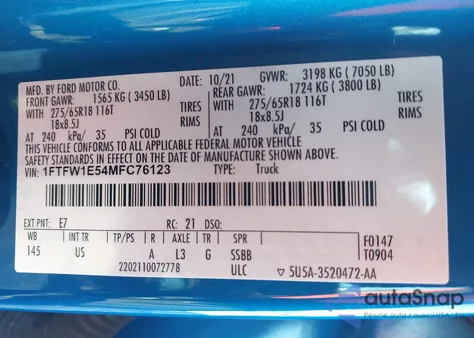 MFD. BY FORD MOTOR CO.
DATE: 10/21 GVWR: 3198 KG (7050 LB)
FRONT GAWR: 1565 KG (3450 LB)
REAR GAWR: 1724 KG (3800 LB)
WITH 275/65R18 116T TIRES
WITH 275/65R18 116T TIRES
18x8.5J RIMS
18x8.5J RIMS
AT 240 kPa/ 35 PSI COLD
AT 240 kPa/ 35 PSI COLD
THIS VEHICLE CONFORMS TO ALL APPLICABLE FEDERAL MOTOR VEHICLE
SAFETY AND THEFT PREVENTION STANDARDS IN EFFECT ON THE DATE OF MANUFACTURE SHOWN ABOVE.
VIN: 1FTFW1E54MFC76123 TYPE: Truck
EXT PNT: E7 RC: 21 DSO:
WB INT TR TP/PS R AXLE TR SPR
F0147
145 US A L3 G SSBB
T0904
2202110072778 ULC ▽ 5U5A-3520472-AA
autoSnap